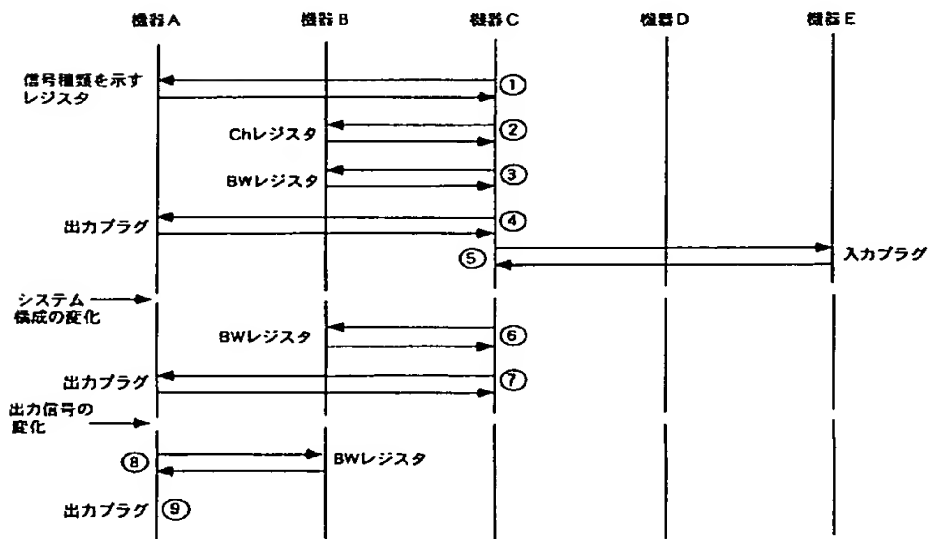 機器A 機器B 機器C 機器D 機器E
信号種類を示す
レジスタ
①
Chレジスタ ②
BWレジスタ ③
出力プラグ ④
⑤ 入力プラグ
システム
構成の変化
BWレジスタ ⑥
出力プラグ ⑦
出力信号の
変化
⑧ BWレジスタ
出力プラグ ⑨